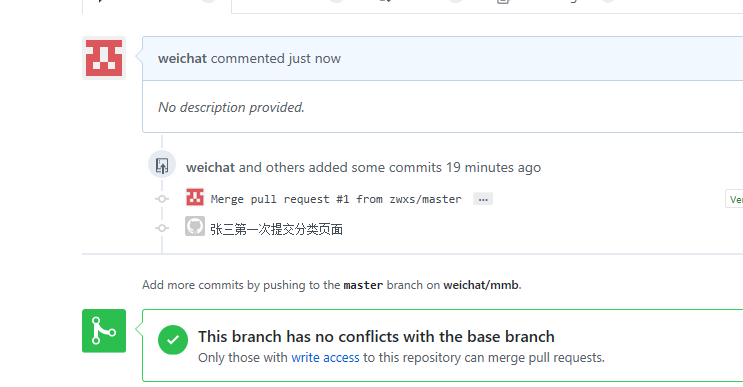 weichat commented just now
No description provided.
weichat and others added some commits 19 minutes ago
Merge pull request #1 from zwxs/master ...
张三第一次提交分类页面
Add more commits by pushing to the master branch on weichat/mmb.
This branch has no conflicts with the base branch
Only those with write access to this repository can merge pull requests.